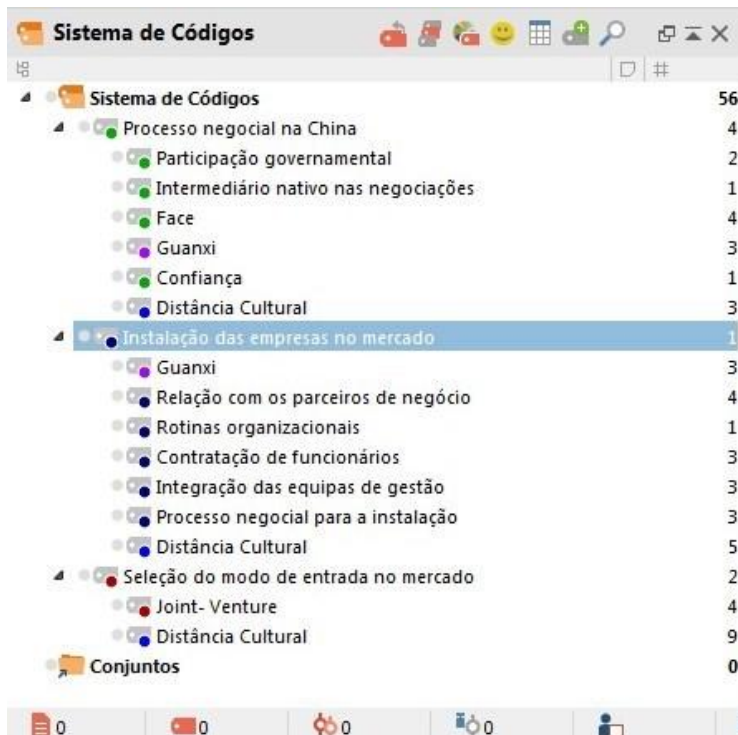 Sistema de Códigos
#
Sistema de Códigos 56
Processo negocial na China 4
Participação governamental 2
Intermediário nativo nas negociações 1
Face 4
Guanxi 3
Confiança 1
Distância Cultural 3
Instalação das empresas no mercado 1
Guanxi 3
Relação com os parceiros de negócio 4
Rotinas organizacionais 1
Contratação de funcionários 3
Integração das equipas de gestão 3
Processo negocial para a instalação 3
Distância Cultural 5
Seleção do modo de entrada no mercado 2
Joint- Venture 4
Distância Cultural 9
Conjuntos 0
0 0 0 0